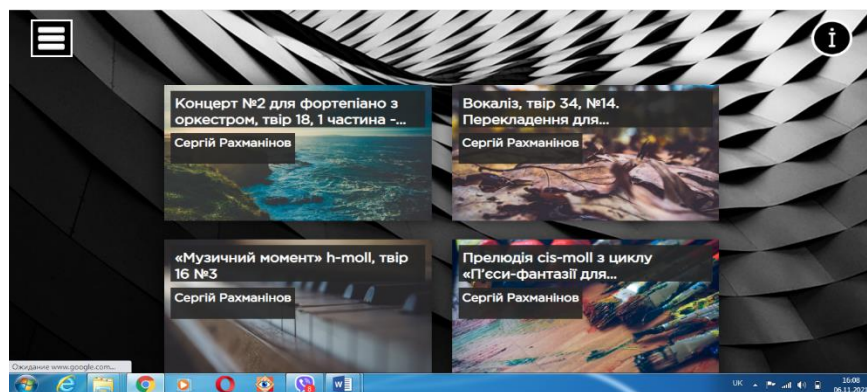 Концерт №2 для фортепіано з
оркестром, твір 18, 1 частина -...
Сергій Рахманінов
Вокаліз, твір 34, №14.
Перекладення для...
Сергій Рахманінов
«Музичний момент» h-moll, твір
16 №3
Сергій Рахманінов
Прелюдія cis-moll з циклу
«П'єси-фантазії для...
Сергій Рахманінов
Ожидание www.google.com...
UK
16:08